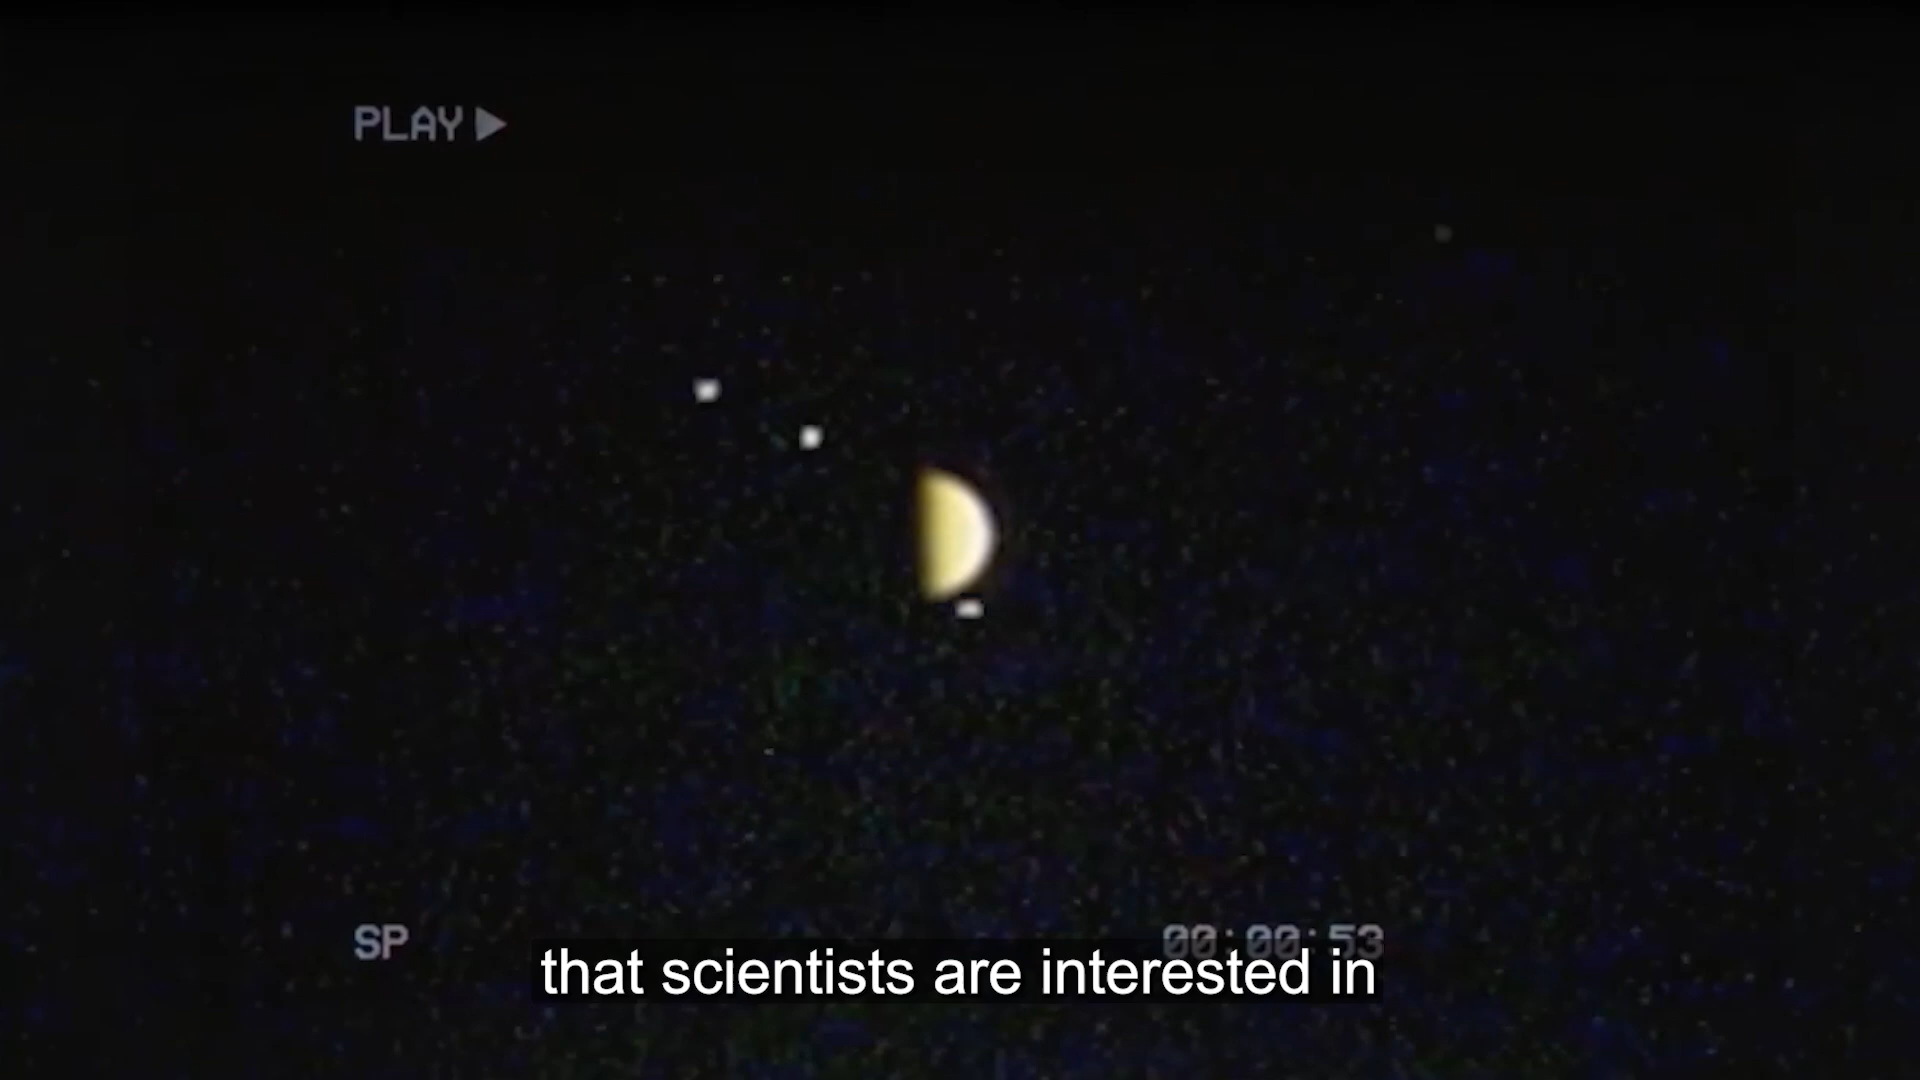 PLAY
SP
00:00:53
that scientists are interested in